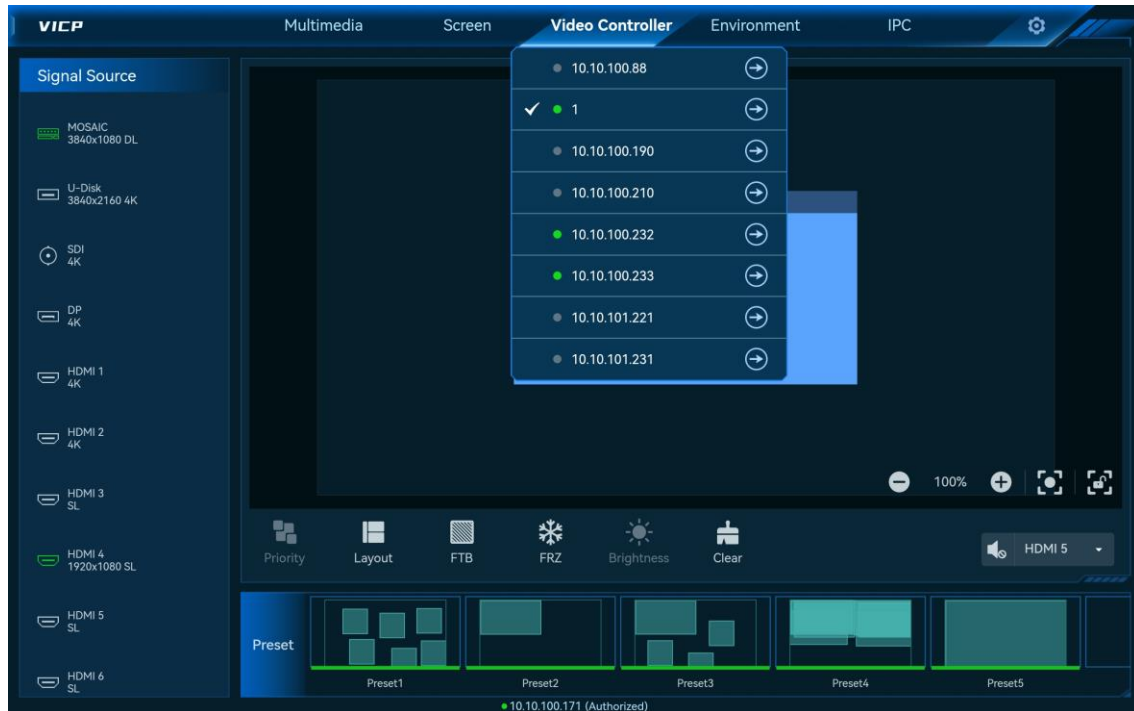 VICP
Multimedia
Screen
Video Controller
Environment
IPC
Signal Source
MOSAIC
3840x1080 DL
U-Disk
3840x2160 4K
SDI
4K
DP
4K
HDMI 1
4K
HDMI 2
4K
HDMI 3
SL
HDMI 4
1920x1080 SL
HDMI 5
SL
HDMI 6
SL
10.10.100.88
1
10.10.100.190
10.10.100.210
10.10.100.232
10.10.100.233
10.10.101.221
10.10.101.231
100%
Priority
Layout
FTB
FRZ
Brightness
Clear
HDMI 5
Preset
Preset1
Preset2
Preset3
Preset4
Preset5
10.10.100.171 (Authorized)